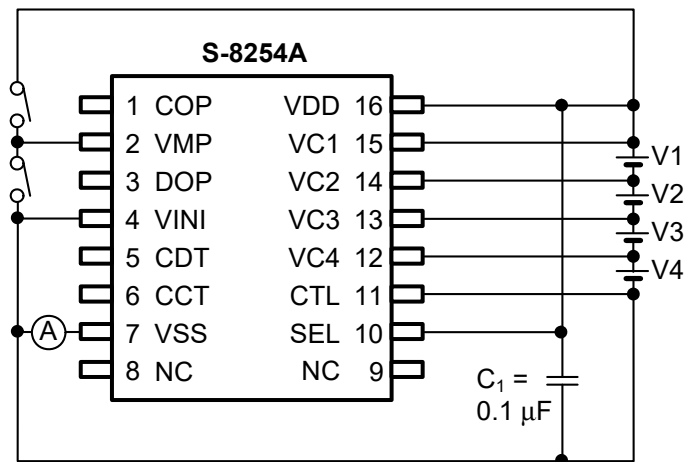 S-8254A
1 COP VDD 16
2 VMP VC1 15
3 DOP VC2 14
4 VINI VC3 13
5 CDT VC4 12
6 CCT CTL 11
7 VSS SEL 10
8 NC NC 9
A
V1
V2
V3
V4
C₁ =
0.1 µF